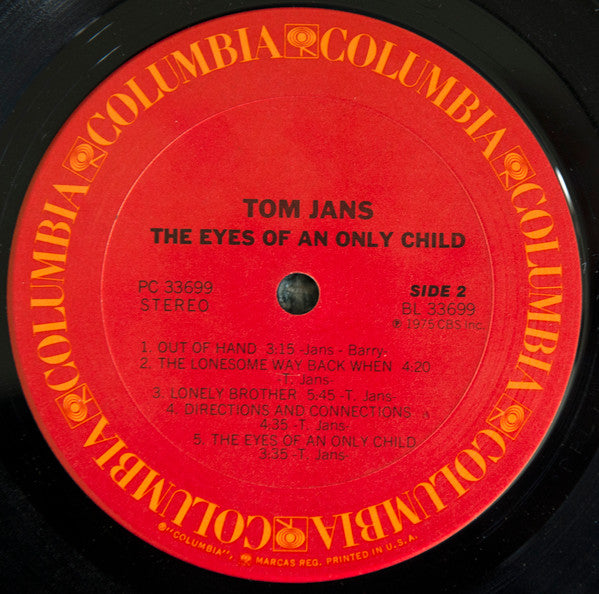 COLUMBIA COLUMBIA COLUMBIA COLUMBIA COLUMBIA COLUMBIA
TOM JANS
THE EYES OF AN ONLY CHILD
PC 33699
STEREO
SIDE 2
BL 33699
℗ 1975 CBS Inc.
1. OUT OF HAND 3:15 -Jans - Barry-
2. THE LONESOME WAY BACK WHEN 4:20
-T. Jans-
3. LONELY BROTHER 5:45 -T. Jans-
4. DIRECTIONS AND CONNECTIONS
4:35 -T. Jans-
5. THE EYES OF AN ONLY CHILD
3:35 -T. Jans-
®"COLUMBIA", MARCAS REG. PRINTED IN U.S.A.